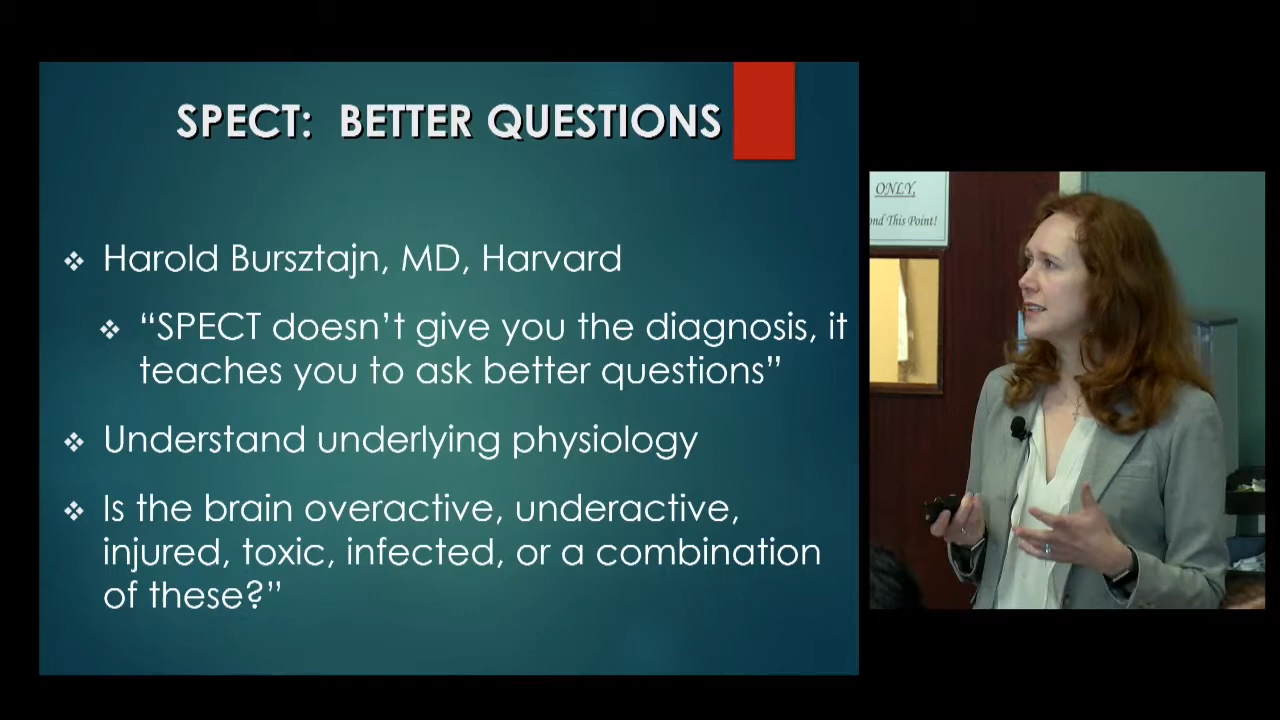 SPECT: BETTER QUESTIONS
❖ Harold Bursztajn, MD, Harvard
❖ “SPECT doesn’t give you the diagnosis, it
teaches you to ask better questions”
❖ Understand underlying physiology
❖ Is the brain overactive, underactive,
injured, toxic, infected, or a combination
of these?”
ONLY,
This Point!